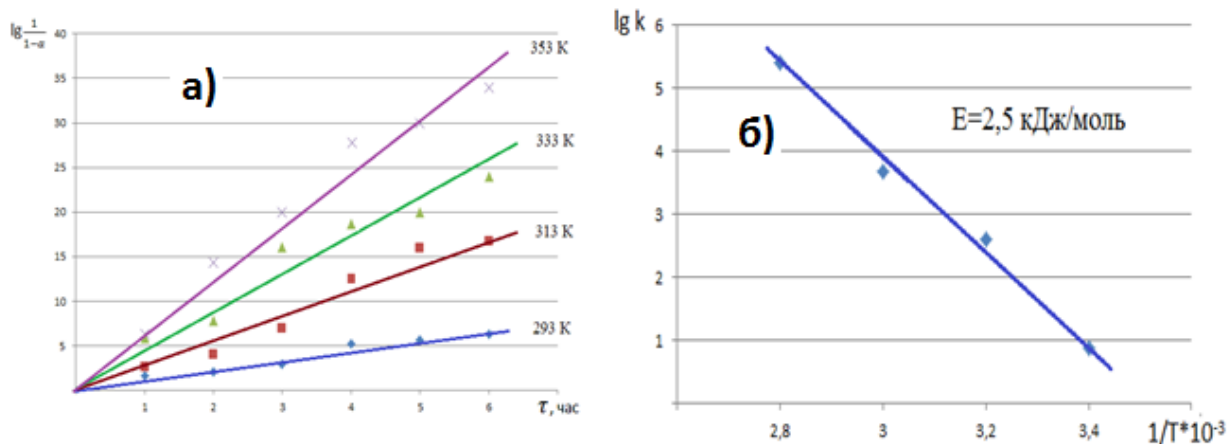 lg 1/(1-α)
40
35
30
25
20
15
10
5
1 2 3 4 5 6
τ, час
а)
353 K
333 K
313 K
293 K
lg k
6
5
4
3
2
1
2,8 3 3,2 3,4
1/T*10⁻³
б)
E=2,5 кДж/моль